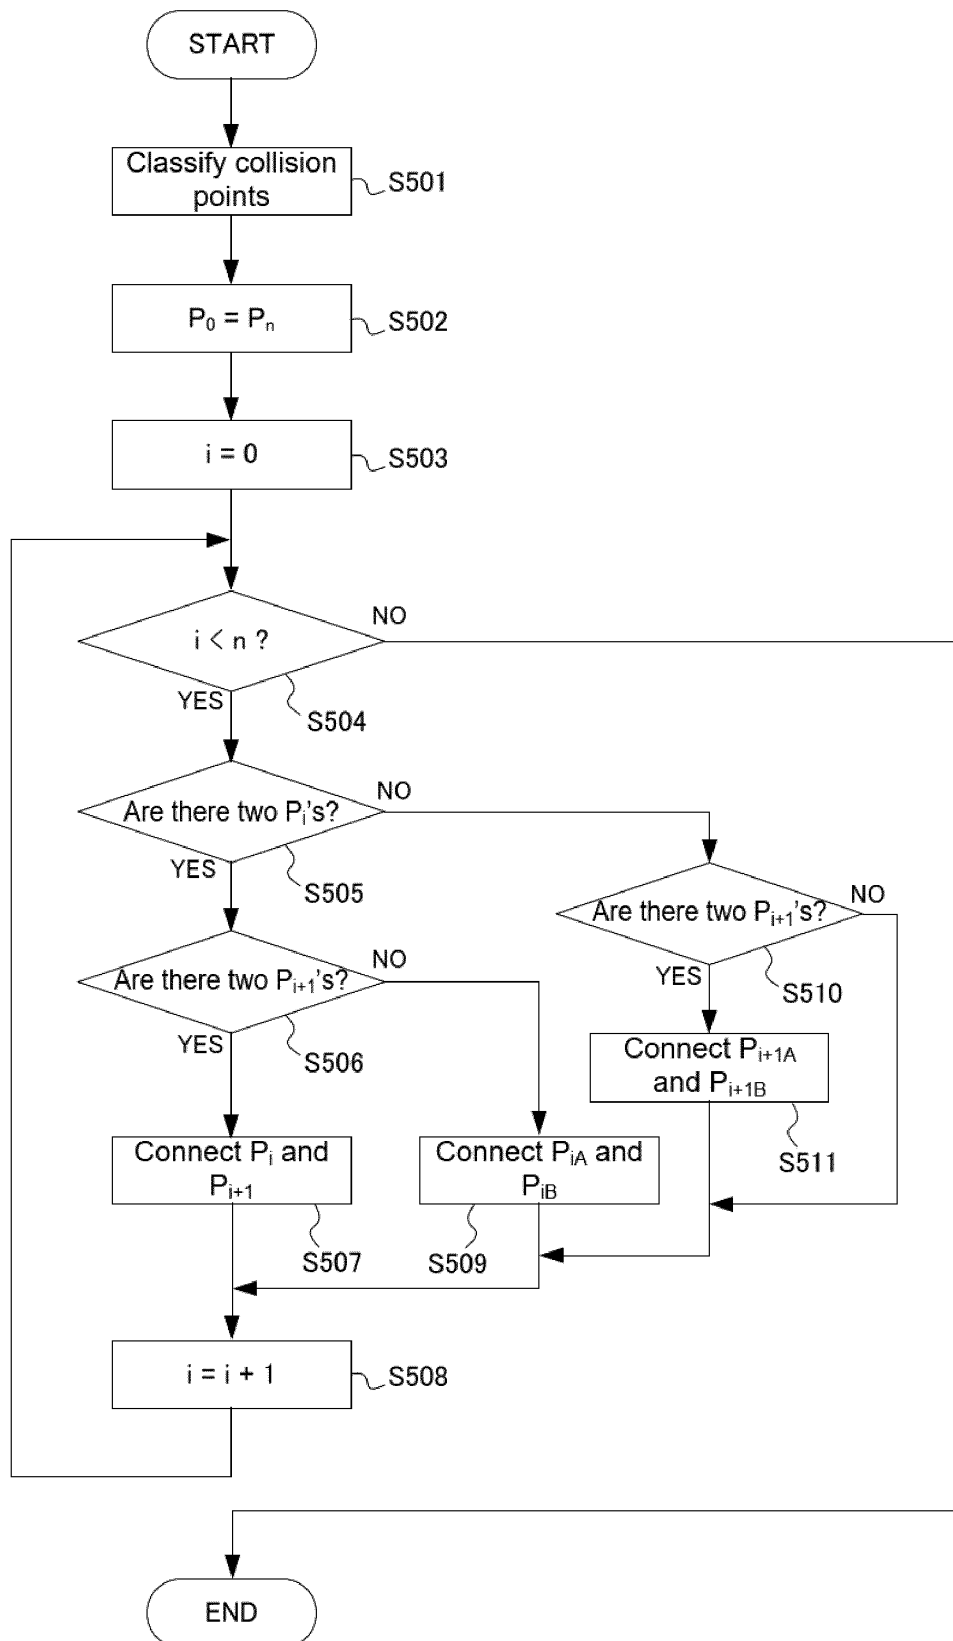 START
Classify collision
points
S501
P₀ = Pₙ
S502
i = 0
S503
NO
i < n ?
YES
S504
NO
Are there two Pᵢ's?
YES
S505
NO
Are there two Pᵢ₊₁'s?
YES
S510
NO
Are there two Pᵢ₊₁'s?
YES
S506
Connect Pᵢ₊₁A
and Pᵢ₊₁B
S511
Connect Pᵢ and
Pᵢ₊₁
S507
Connect PᵢA and
PᵢB
S509
i = i + 1
S508
END